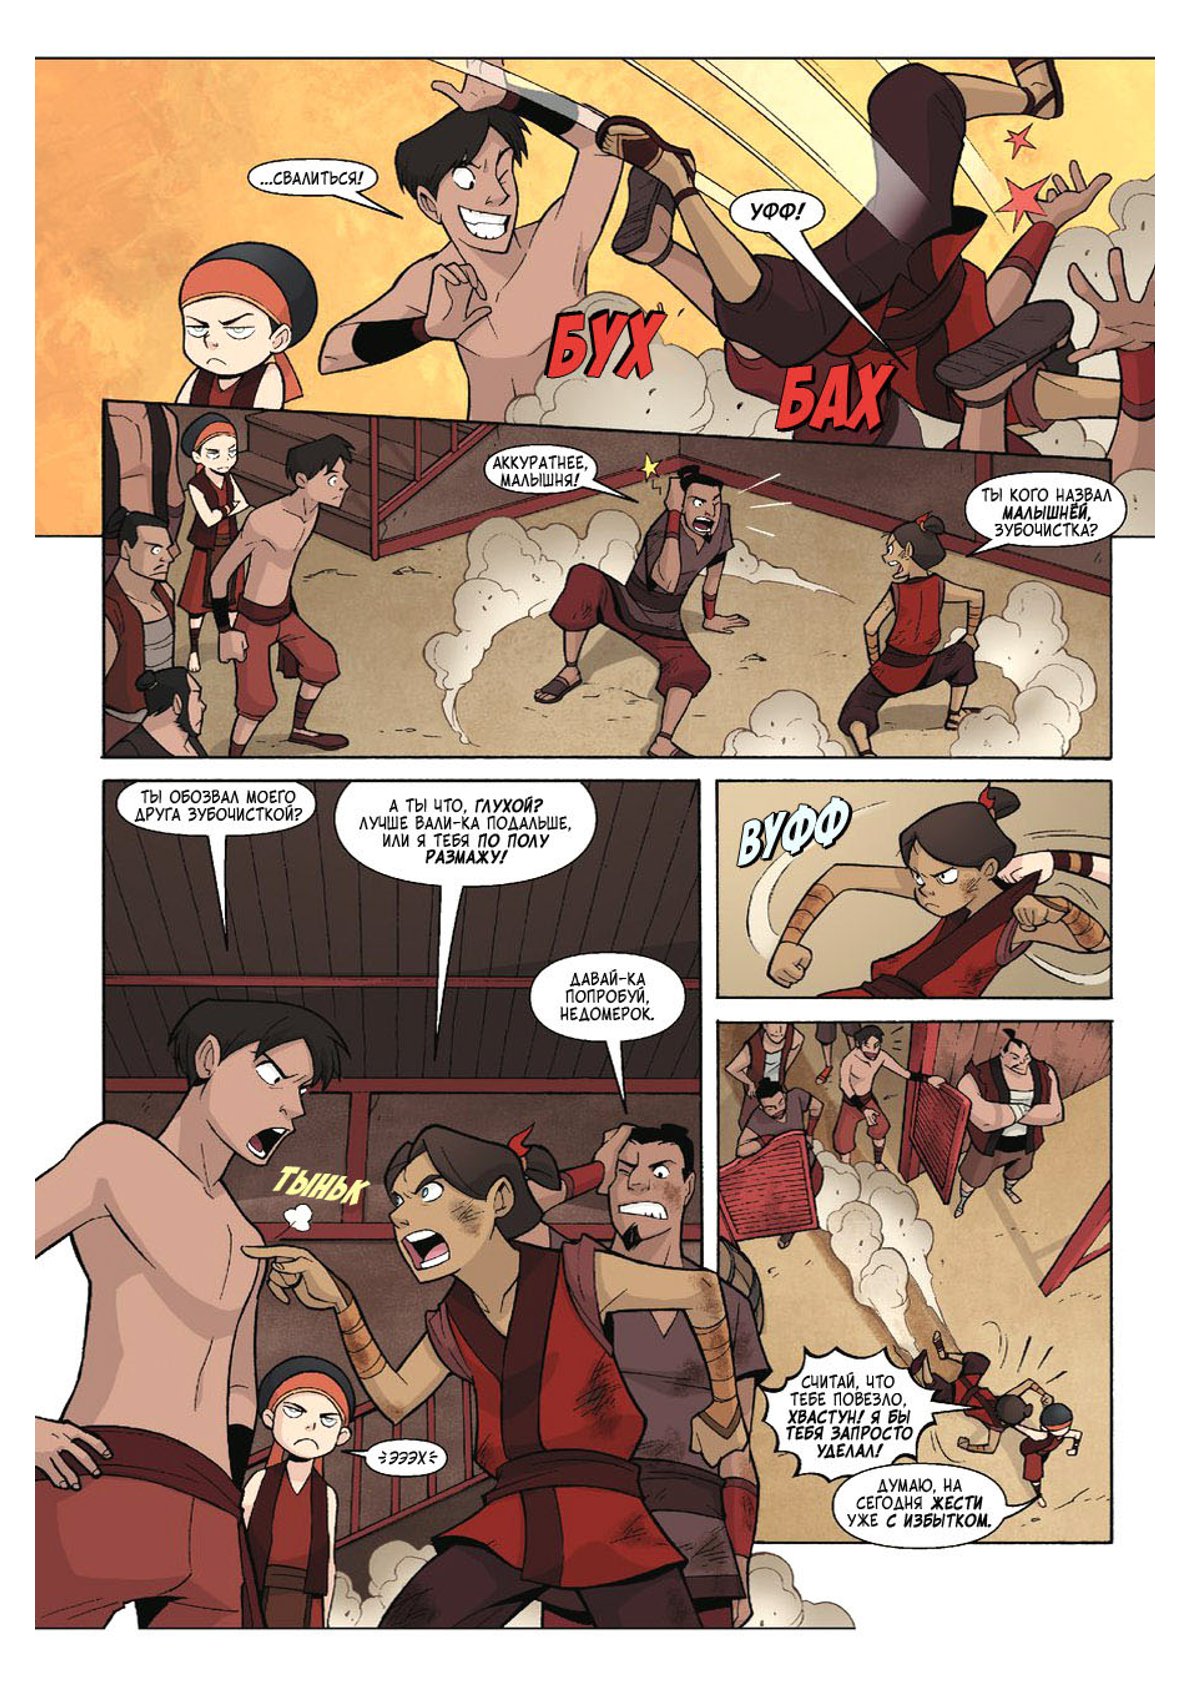 ...СВАЛИТЬСЯ!
УФФ!
БУХ
БАХ
АККУРАТНЕЕ,
МАЛЫШНЯ!
ТЫ КОГО НАЗВАЛ
МАЛЫШНЁЙ,
ЗУБОЧИСТКА?
ТЫ ОБОЗВАЛ МОЕГО
ДРУГА ЗУБОЧИСТКОЙ?
А ТЫ ЧТО, ГЛУХОЙ?
ЛУЧШЕ ВАЛИ-КА ПОДАЛЬШЕ,
ИЛИ Я ТЕБЯ ПО ПОЛУ
РАЗМАЖУ!
ДАВАЙ-КА
ПОПРОБУЙ,
НЕДОМЕРОК.
ТЫНЬК
ЭЭЭХ
ВУФФ
СЧИТАЙ, ЧТО
ТЕБЕ ПОВЕЗЛО,
ХВАСТУН! Я БЫ
ТЕБЯ ЗАПРОСТО
УДЕЛАЛ!
ДУМАЮ, НА
СЕГОДНЯ ЖЕСТИ
УЖЕ С ИЗБЫТКОМ.